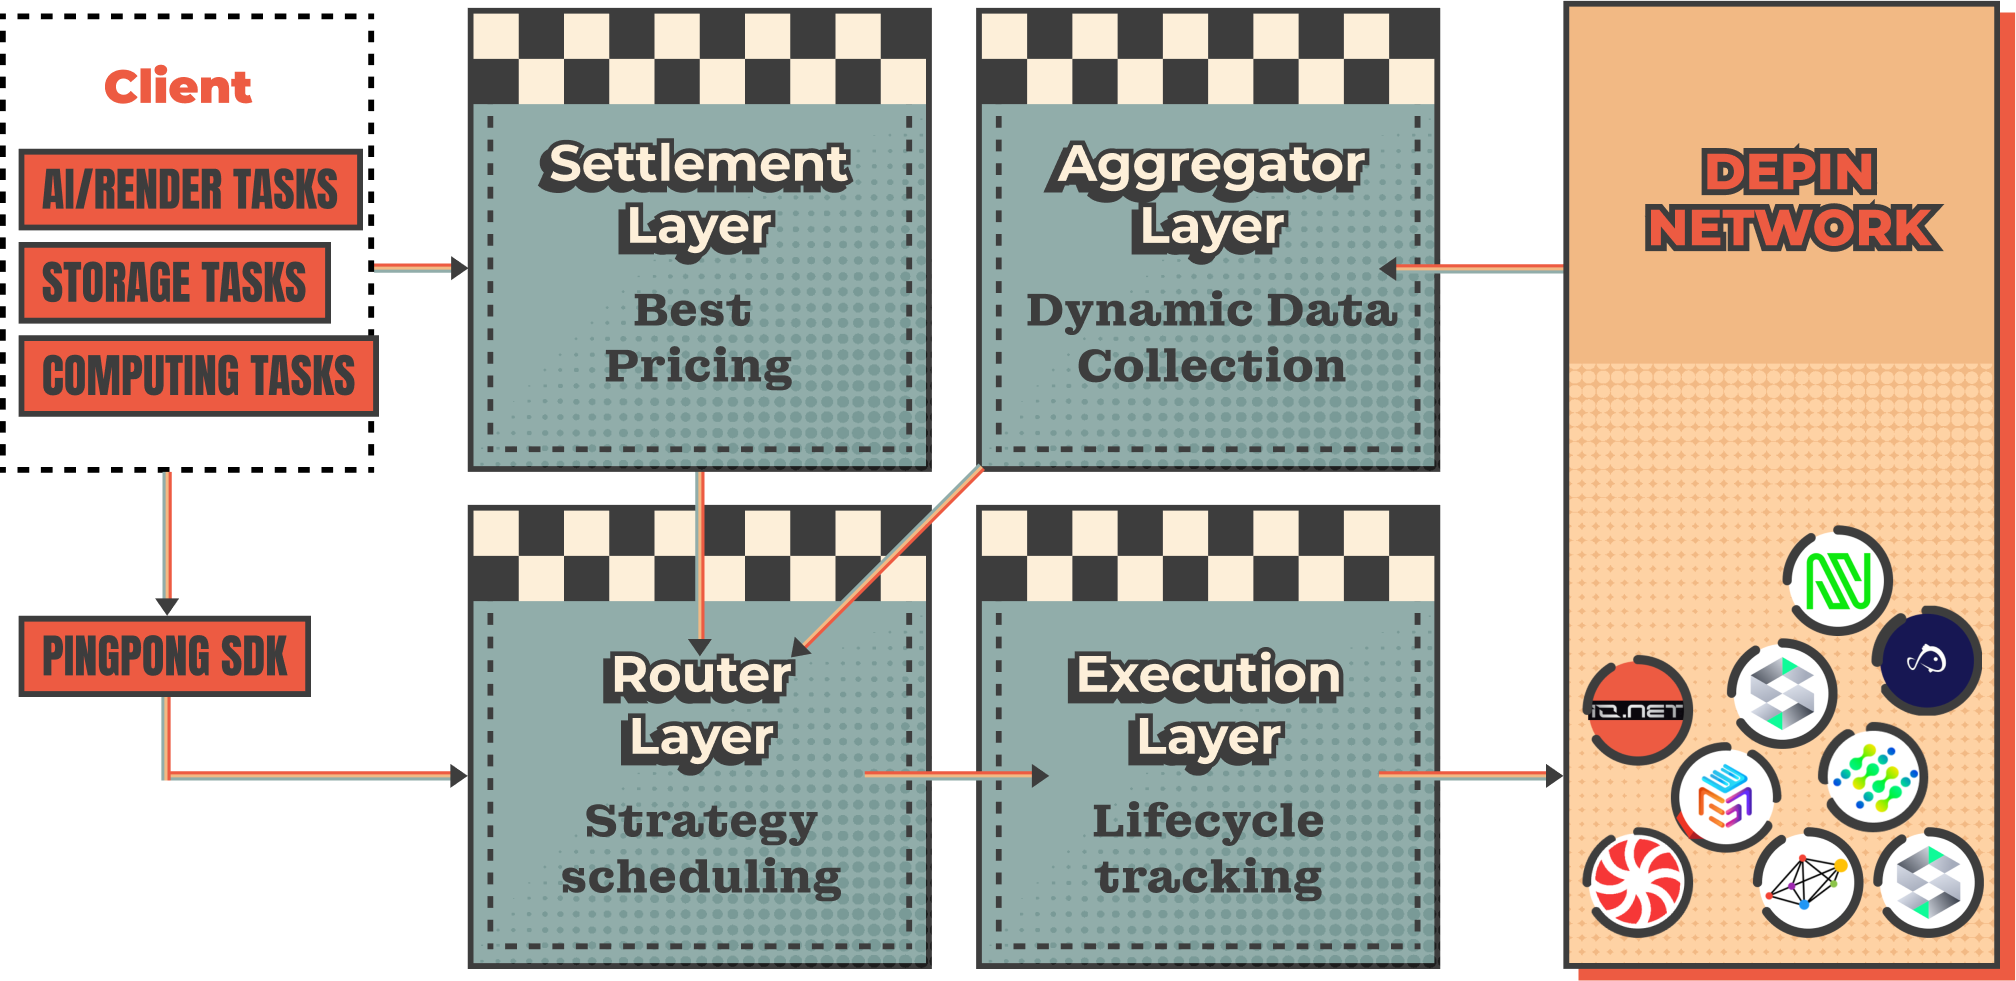 Client
AI/RENDER TASKS
STORAGE TASKS
COMPUTING TASKS
PINGPONG SDK
Settlement
Layer
Best
Pricing
Aggregator
Layer
Dynamic Data
Collection
Router
Layer
Strategy
scheduling
Execution
Layer
Lifecycle
tracking
DEPIN
NETWORK
IO.NET